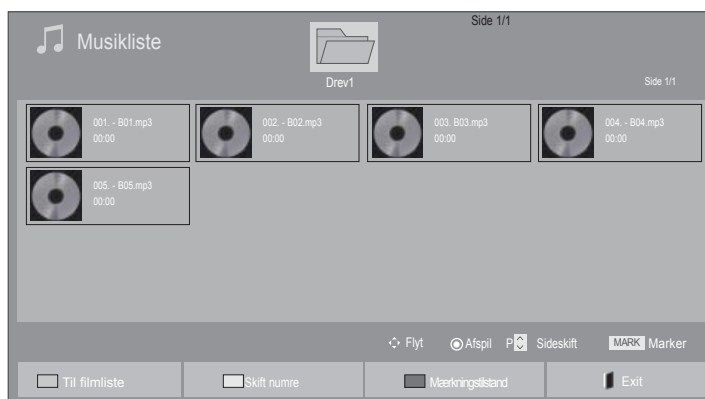 Side 1/1
Musikliste
Drev1
Side 1/1
001. - B01.mp3
00:00
002. - B02.mp3
00:00
003. B03.mp3
00:00
004. - B04.mp3
00:00
005. - B05.mp3
00:00
Flyt Afspil P Sideskift MARK Marker
Til filmliste Skift numre Mærkningstilstand Exit